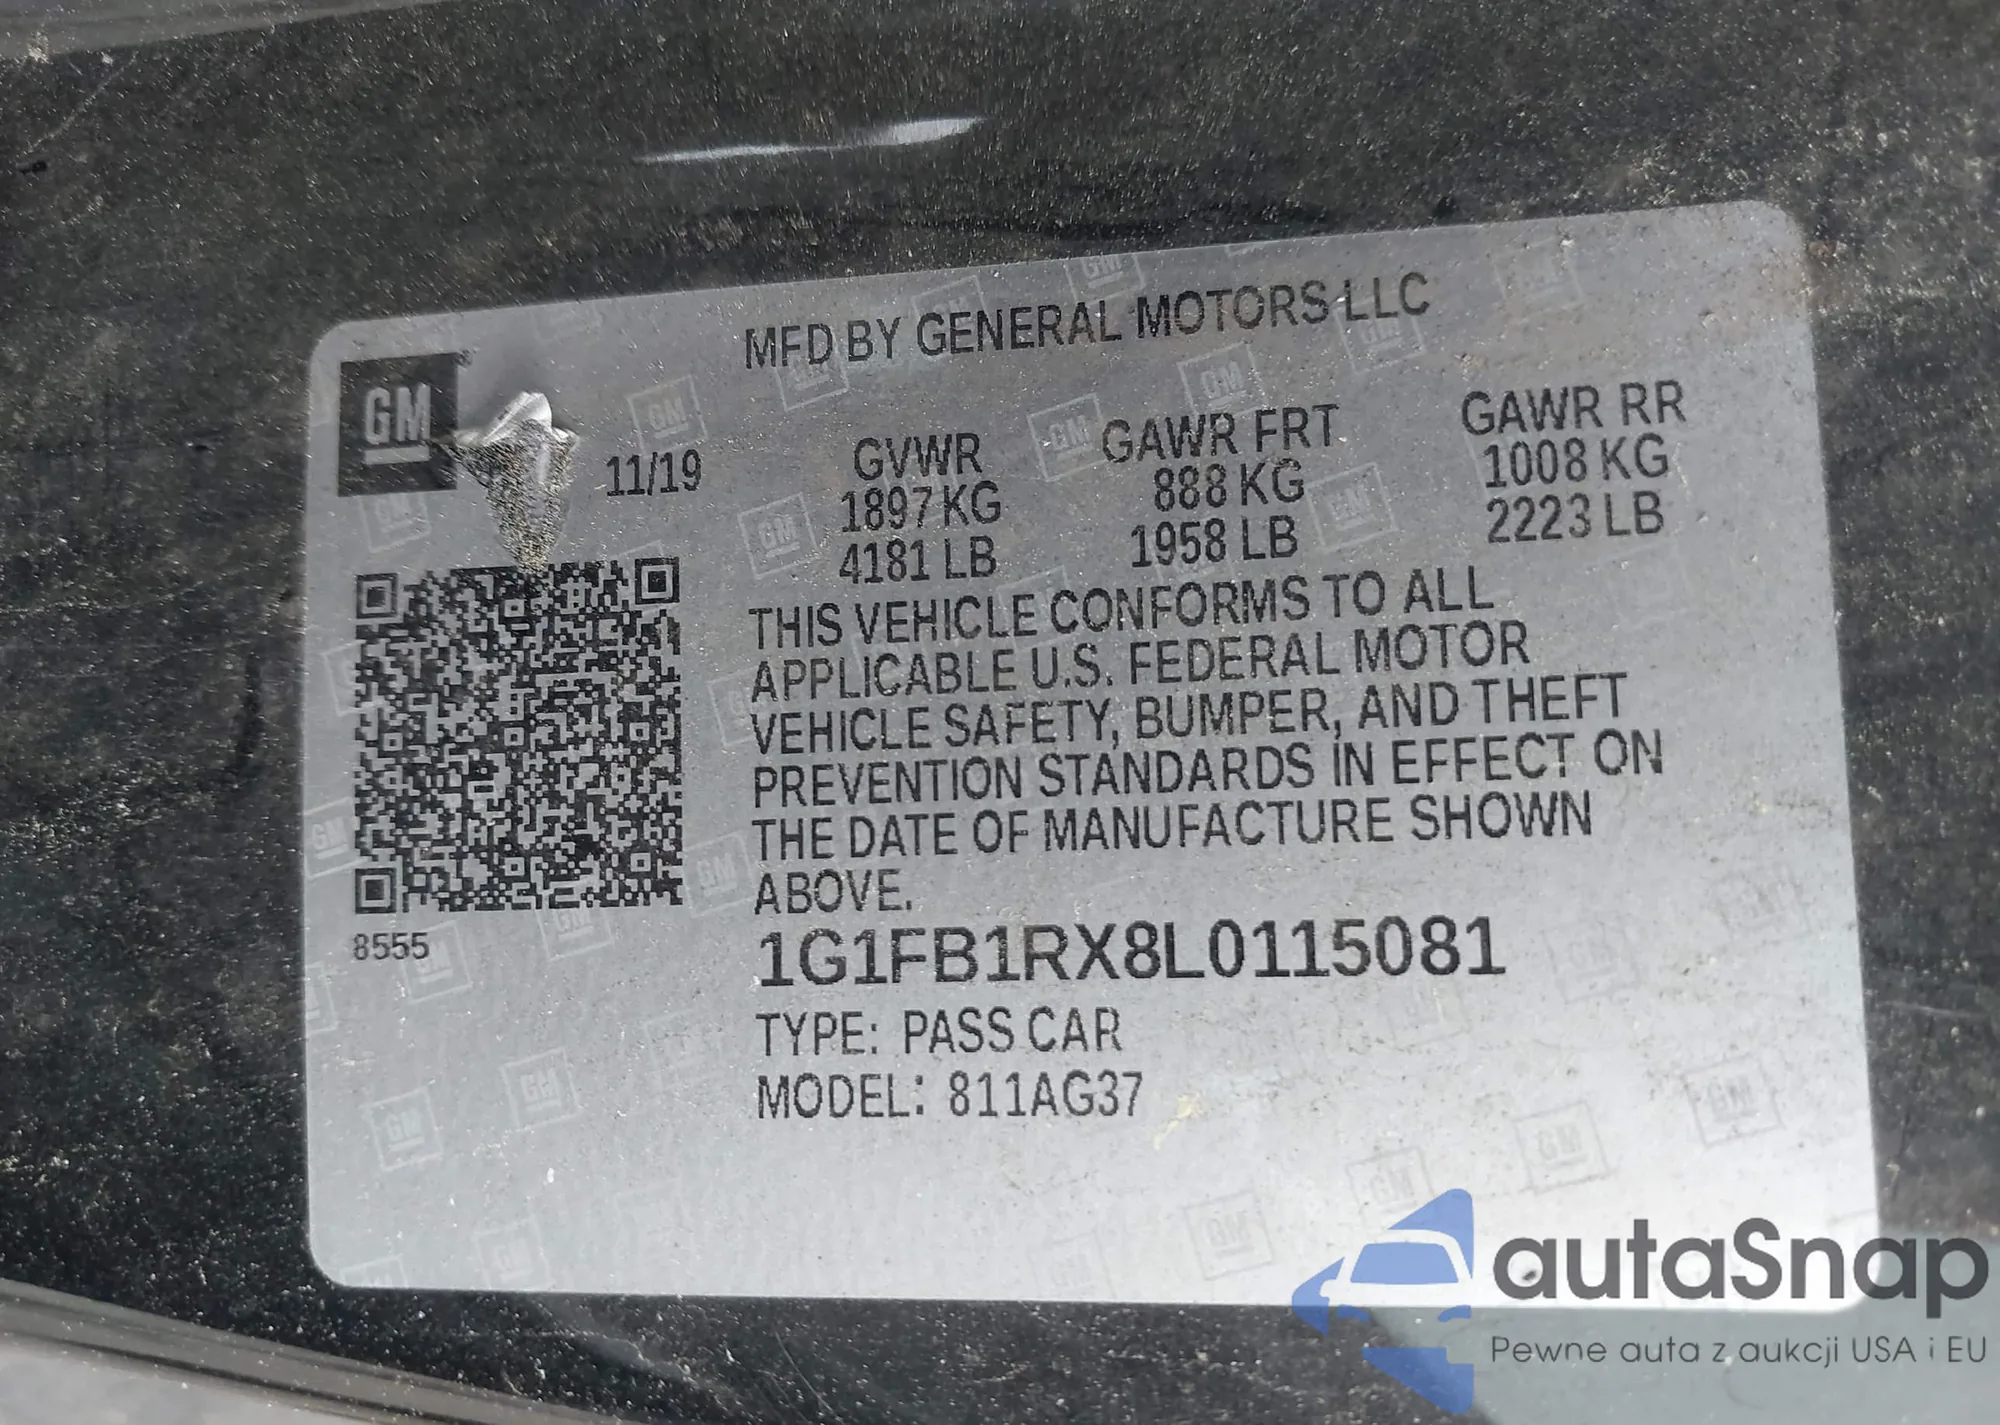 MFD BY GENERAL MOTORS LLC
GM
11/19
GVWR
1897 KG
4181 LB
GAWR FRT
888 KG
1958 LB
GAWR RR
1008 KG
2223 LB
THIS VEHICLE CONFORMS TO ALL
APPLICABLE U.S. FEDERAL MOTOR
VEHICLE SAFETY, BUMPER, AND THEFT
PREVENTION STANDARDS IN EFFECT ON
THE DATE OF MANUFACTURE SHOWN
ABOVE.
8555
1G1FB1RX8L0115081
TYPE: PASS CAR
MODEL: 811AG37
autaSnap
Pewne auta z aukcji USA i EU